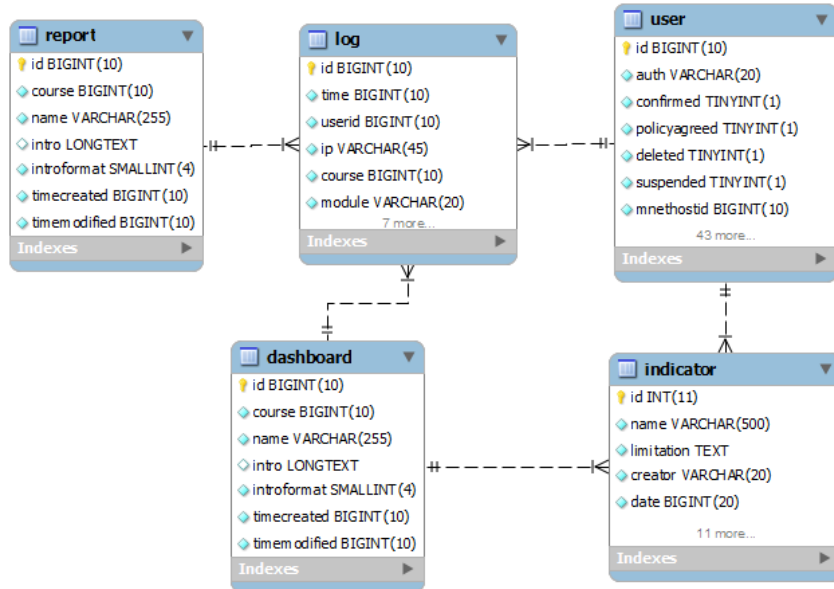 report
id BIGINT(10)
course BIGINT(10)
name VARCHAR(255)
intro LONGTEXT
introformat SMALLINT(4)
timecreated BIGINT(10)
timemodified BIGINT(10)
Indexes
log
id BIGINT(10)
time BIGINT(10)
userid BIGINT(10)
ip VARCHAR(45)
course BIGINT(10)
module VARCHAR(20)
7 more...
Indexes
user
id BIGINT(10)
auth VARCHAR(20)
confirmed TINYINT(1)
policyagreed TINYINT(1)
deleted TINYINT(1)
suspended TINYINT(1)
mnethostid BIGINT(10)
43 more...
Indexes
dashboard
id BIGINT(10)
course BIGINT(10)
name VARCHAR(255)
intro LONGTEXT
introformat SMALLINT(4)
timecreated BIGINT(10)
timemodified BIGINT(10)
Indexes
indicator
id INT(11)
name VARCHAR(500)
limitation TEXT
creator VARCHAR(20)
date BIGINT(20)
11 more...
Indexes